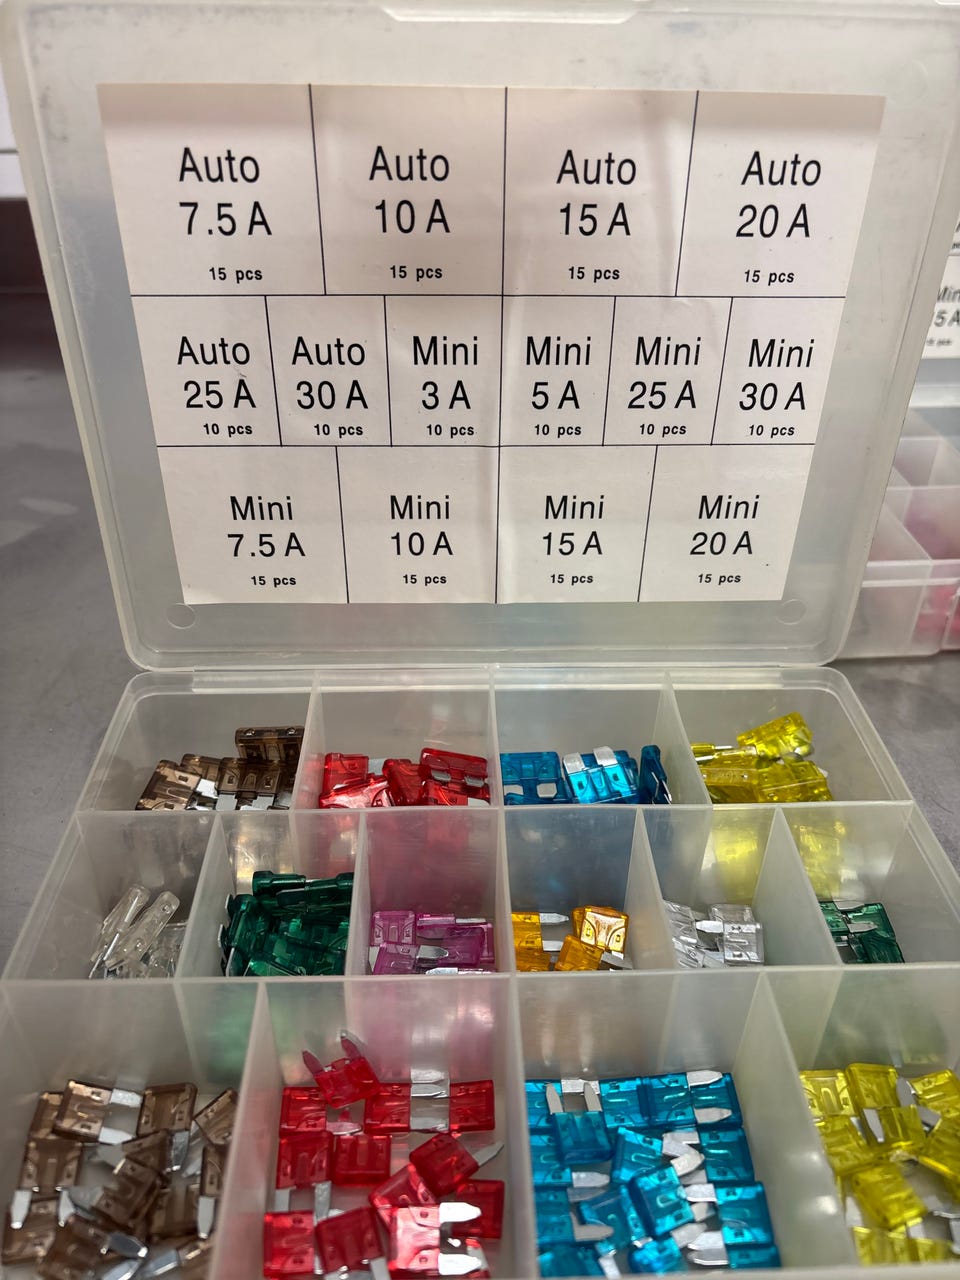 Auto Auto Auto Auto
7.5 A 10 A 15 A 20 A
15 pcs 15 pcs 15 pcs 15 pcs
Auto Auto Mini Mini Mini Mini
25 A 30 A 3 A 5 A 25 A 30 A
10 pcs 10 pcs 10 pcs 10 pcs 10 pcs 10 pcs
Mini Mini Mini Mini
7.5 A 10 A 15 A 20 A
15 pcs 15 pcs 15 pcs 15 pcs